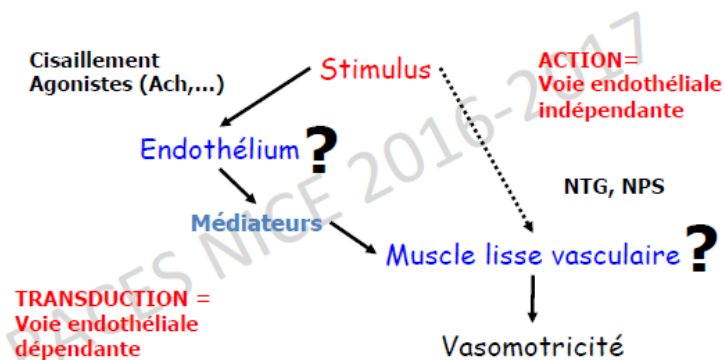 Cisaillement
Agonistes (Ach,...)
Stimulus
ACTION=
Voie endothéliale
indépendante
Endothélium ?
NTG, NPS
Médiateurs
Muscle lisse vasculaire ?
TRANSDUCTION =
Voie endothéliale
dépendante
Vasomotricité
PACES NICE 2016-2017